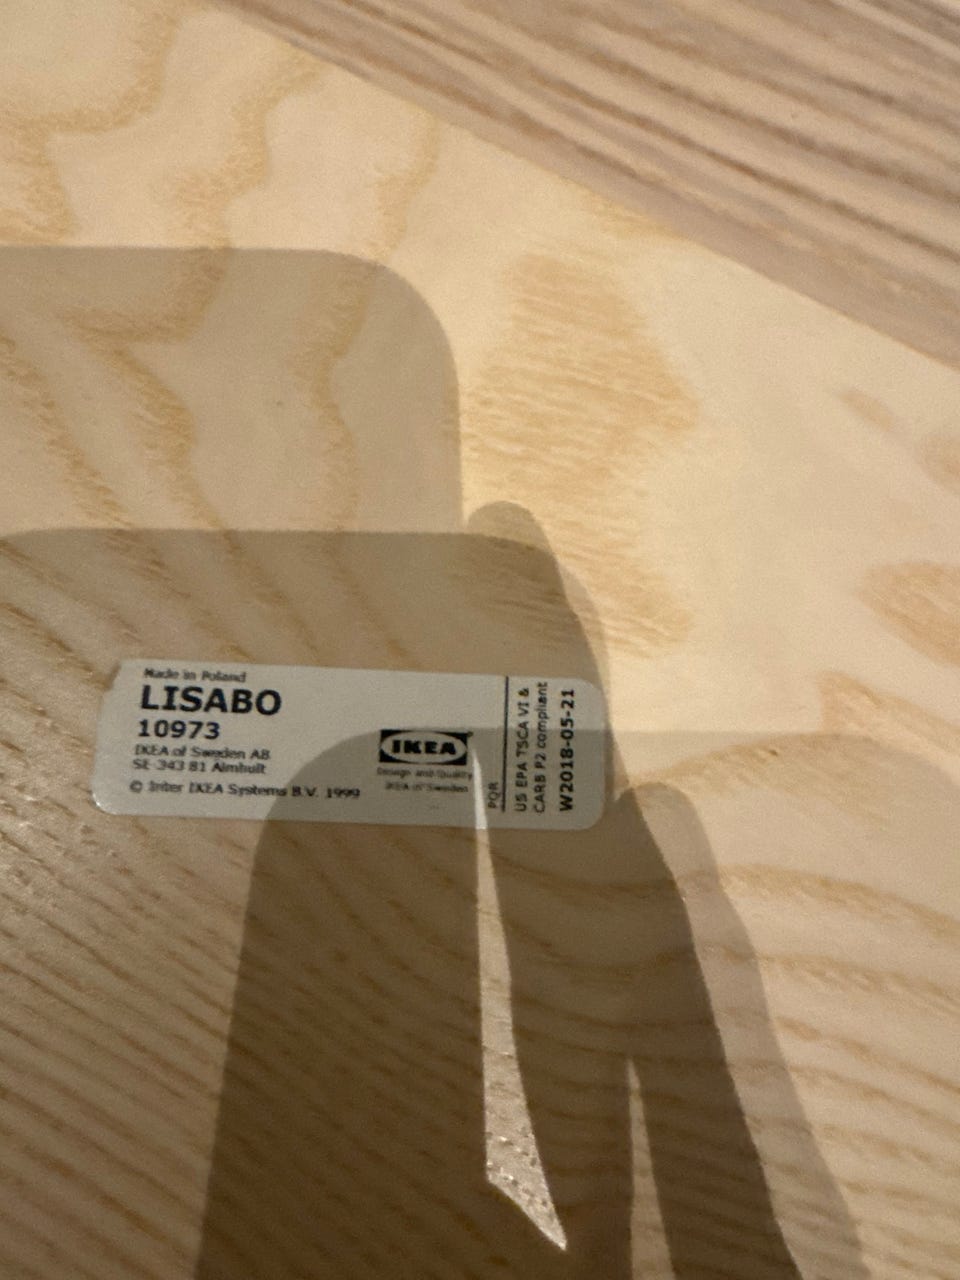 Made in Poland
LISABO
10973
IKEA of Sweden AB
SE-343 81 Älmhult
© Inter IKEA Systems B.V. 1999
IKEA®
Design and Quality
IKEA of Sweden
PQR
US EPA TSCA VI &
CARB P2 compliant
W2018-05-21